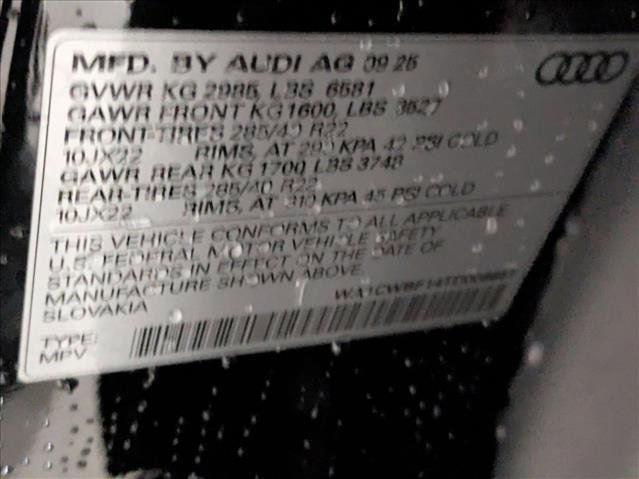 MFD. BY AUDI AG 09 25
GVWR KG 2985, LBS 6581
GAWR FRONT KG 1600, LBS 3527
FRONT-TIRES 285/40 R22
10JX22 RIMS, AT 290 KPA 42 PSI COLD
GAWR REAR KG 1700 LBS 3748
REAR-TIRES 285/40 R22
10JX22 RIMS, AT 310 KPA 45 PSI COLD
THIS VEHICLE CONFORMS TO ALL APPLICABLE
U.S. FEDERAL MOTOR VEHICLE SAFETY
STANDARDS IN EFFECT ON THE DATE OF
MANUFACTURE SHOWN ABOVE.
SLOVAKIA
TYPE:
MPV